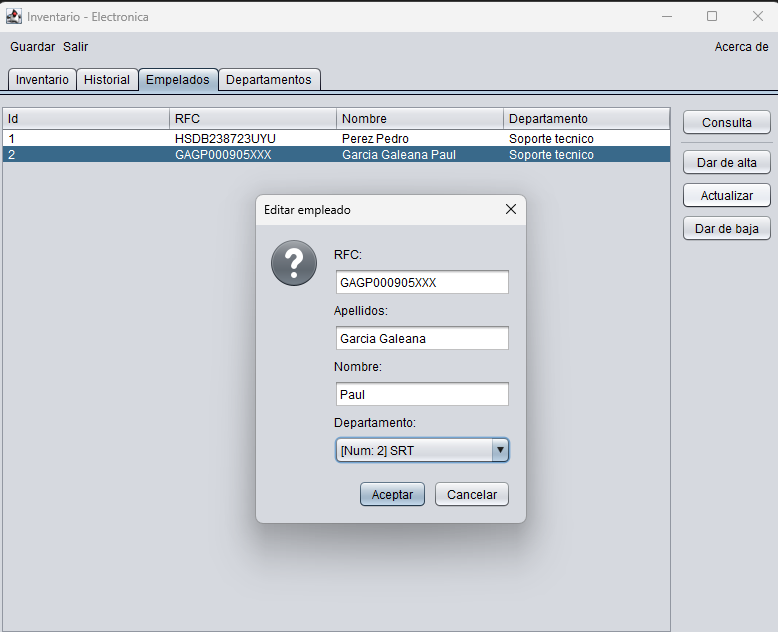 Inventario - Electronica
Guardar Salir Acerca de
Inventario Historial Empelados Departamentos
Id RFC Nombre Departamento
1 HSDB238723UYU Perez Pedro Soporte tecnico
2 GAGP000905XXX Garcia Galeana Paul Soporte tecnico
Consulta
Dar de alta
Actualizar
Dar de baja
Editar empleado
?
RFC:
GAGP000905XXX
Apellidos:
Garcia Galeana
Nombre:
Paul
Departamento:
[Num: 2] SRT
Aceptar Cancelar